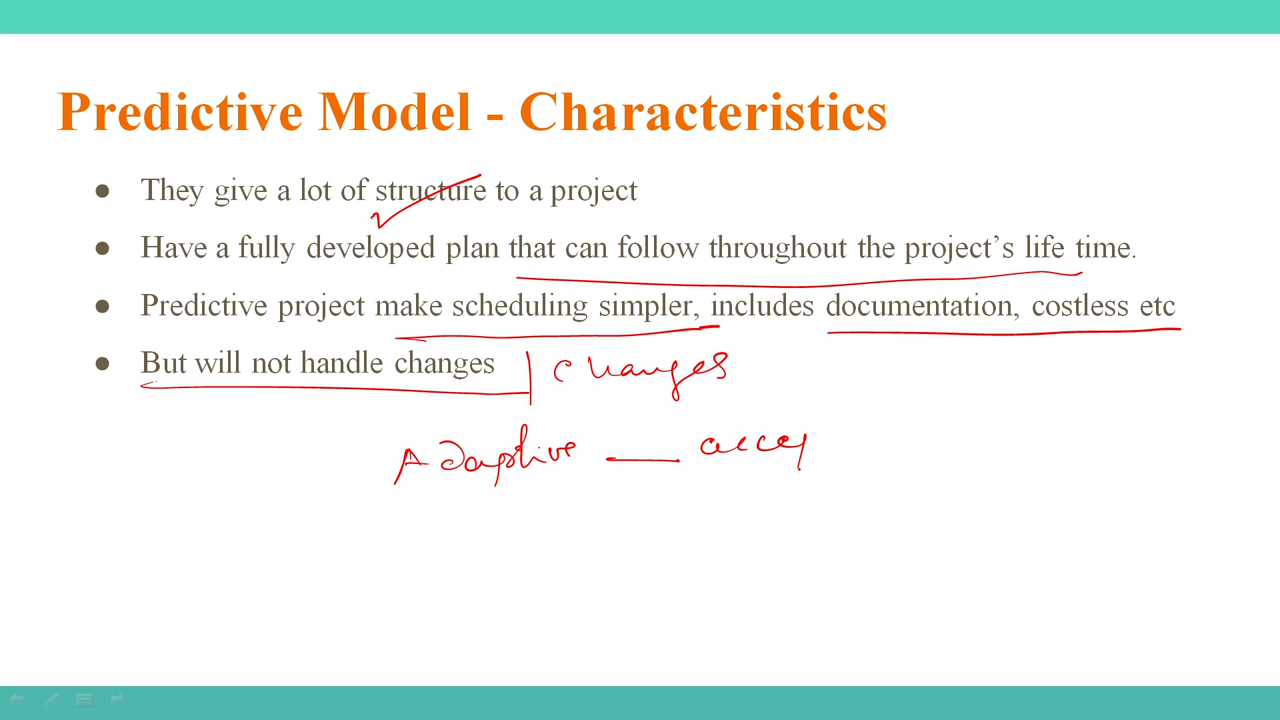 Predictive Model - Characteristics
● They give a lot of structure to a project
● Have a fully developed plan that can follow throughout the project's life time.
● Predictive project make scheduling simpler, includes documentation, costless etc
● But will not handle changes | changes
Adaptive —